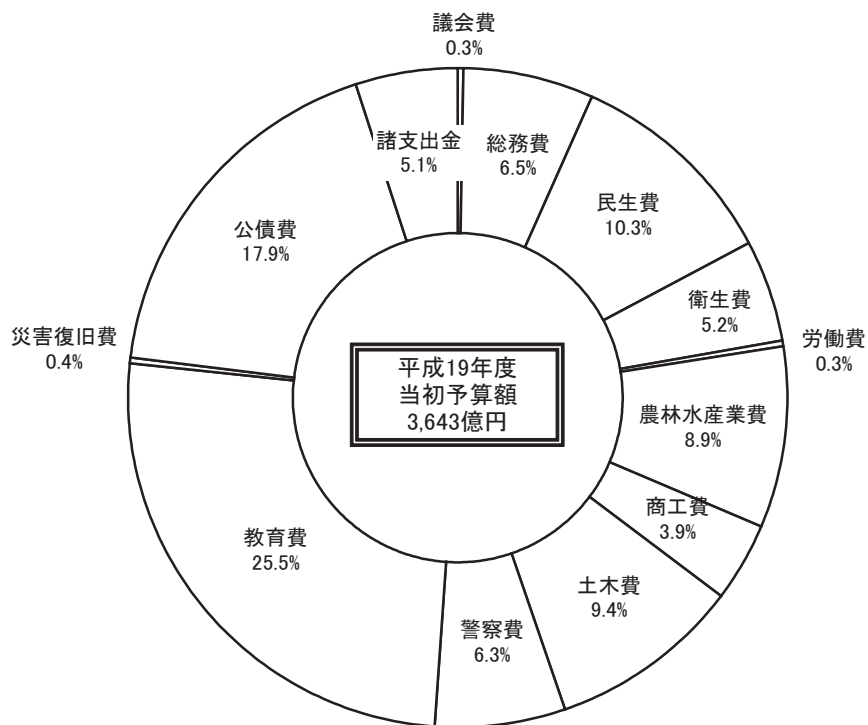 議会費
0.3%
総務費
6.5%
民生費
10.3%
衛生費
5.2%
労働費
0.3%
農林水産業費
8.9%
商工費
3.9%
土木費
9.4%
警察費
6.3%
教育費
25.5%
災害復旧費
0.4%
公債費
17.9%
諸支出金
5.1%
平成19年度
当初予算額
3,643億円